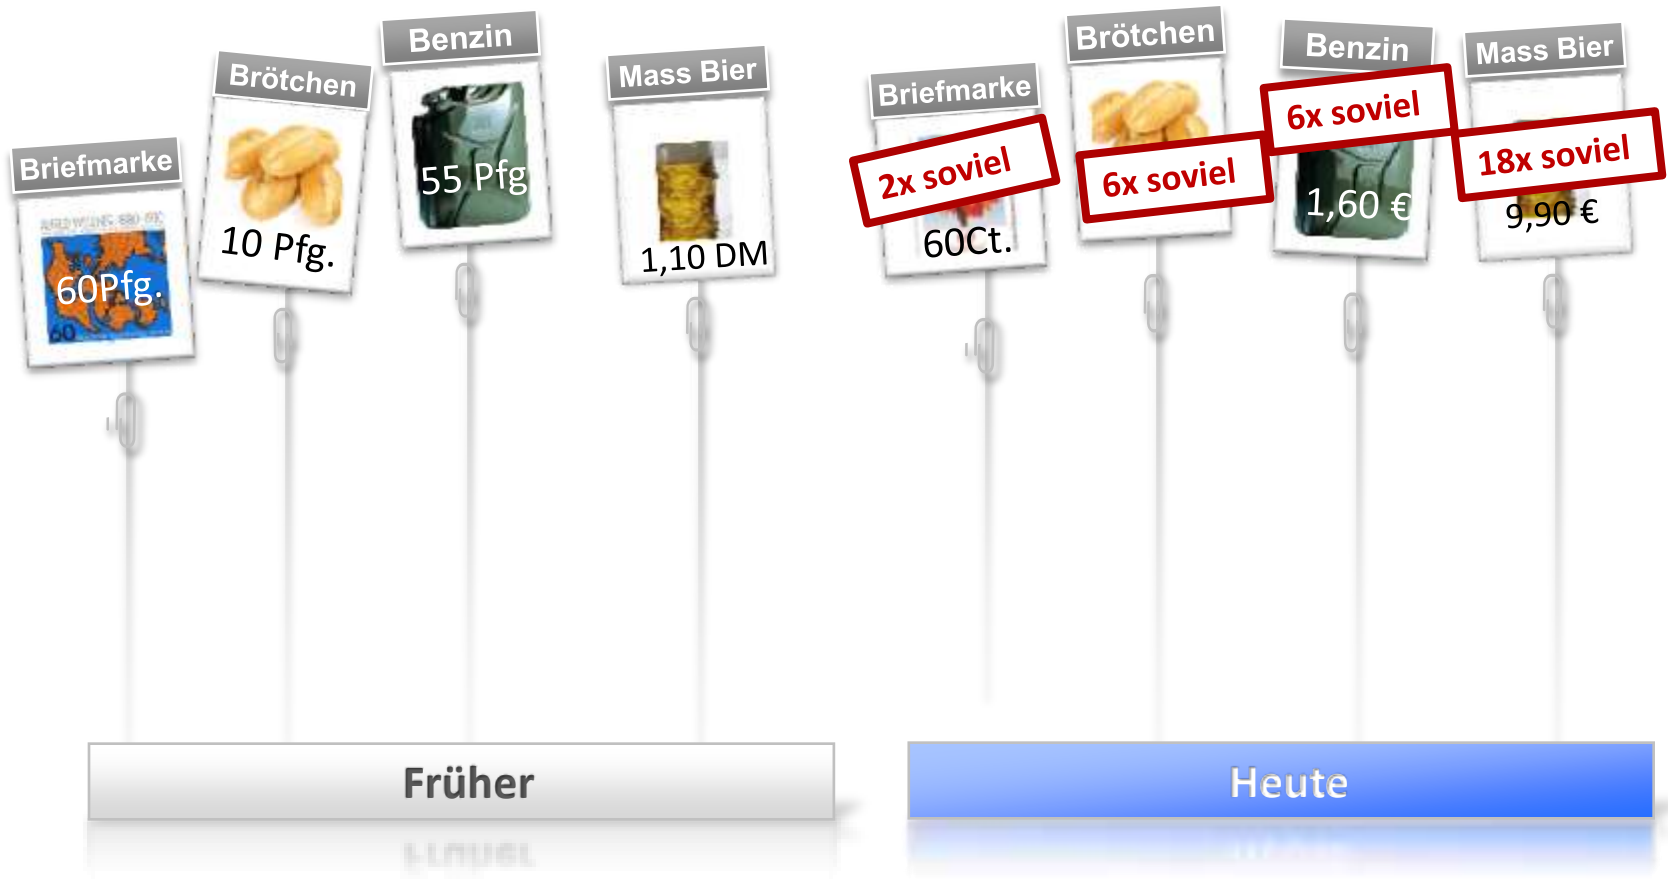 Briefmarke
60Pfg.
60
Brötchen
10 Pfg.
Benzin
55 Pfg
Mass Bier
1,10 DM
Früher
Briefmarke
2x soviel
60Ct.
Brötchen
6x soviel
Benzin
6x soviel
1,60 €
Mass Bier
18x soviel
9,90 €
Heute